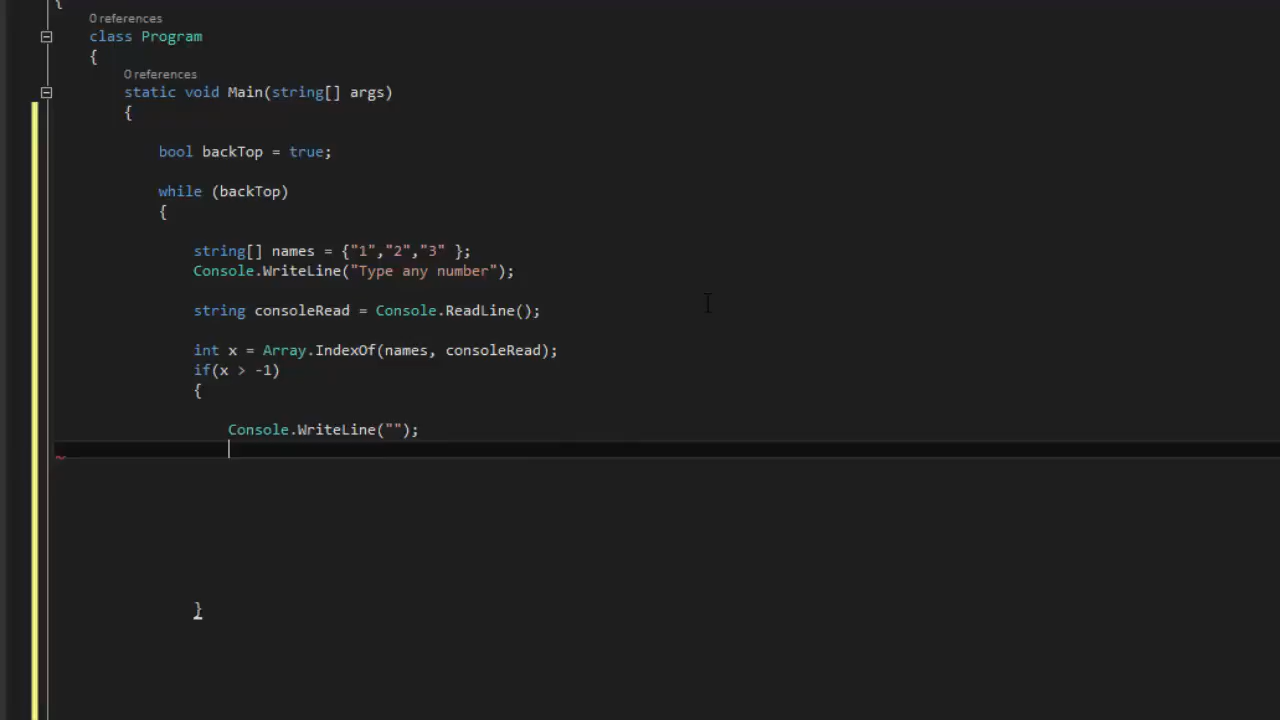 {
0 references
class Program
{
0 references
static void Main(string[] args)
{
bool backTop = true;
while (backTop)
{
string[] names = {"1","2","3" };
Console.WriteLine("Type any number");
string consoleRead = Console.ReadLine();
int x = Array.IndexOf(names, consoleRead);
if(x > -1)
{
Console.WriteLine("");
}